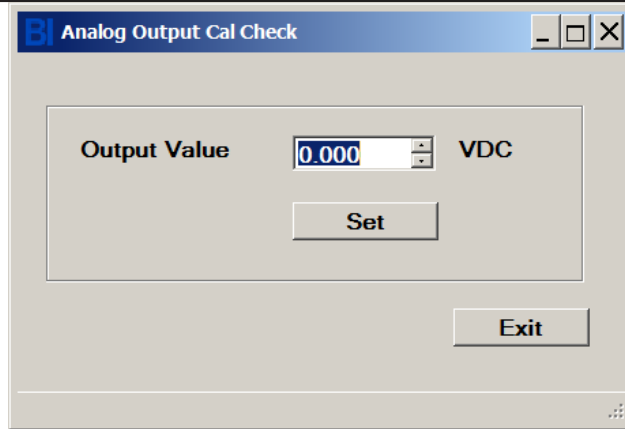 BI Analog Output Cal Check
Output Value 0.000 VDC
Set
Exit